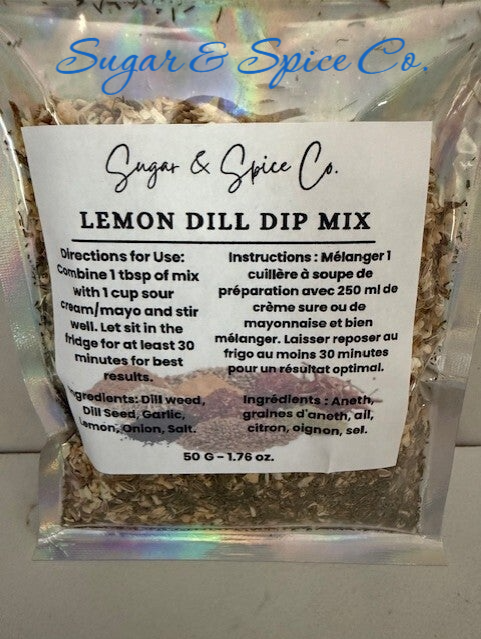 Sugar & Spice Co.
Sugar & Spice Co.
LEMON DILL DIP MIX
Directions for Use:
Combine 1 tbsp of mix
with 1 cup sour
cream/mayo and stir
well. Let sit in the
fridge for at least 30
minutes for best
results.
Ingredients: Dill weed,
Dill Seed, Garlic,
Lemon, Onion, Salt.
Instructions : Mélanger 1
cuillère à soupe de
préparation avec 250 ml de
crème sure ou de
mayonnaise et bien
mélanger. Laisser reposer au
frigo au moins 30 minutes
pour un résultat optimal.
Ingrédients : Aneth,
graines d'aneth, ail,
citron, oignon, sel.
50 G - 1.76 oz.